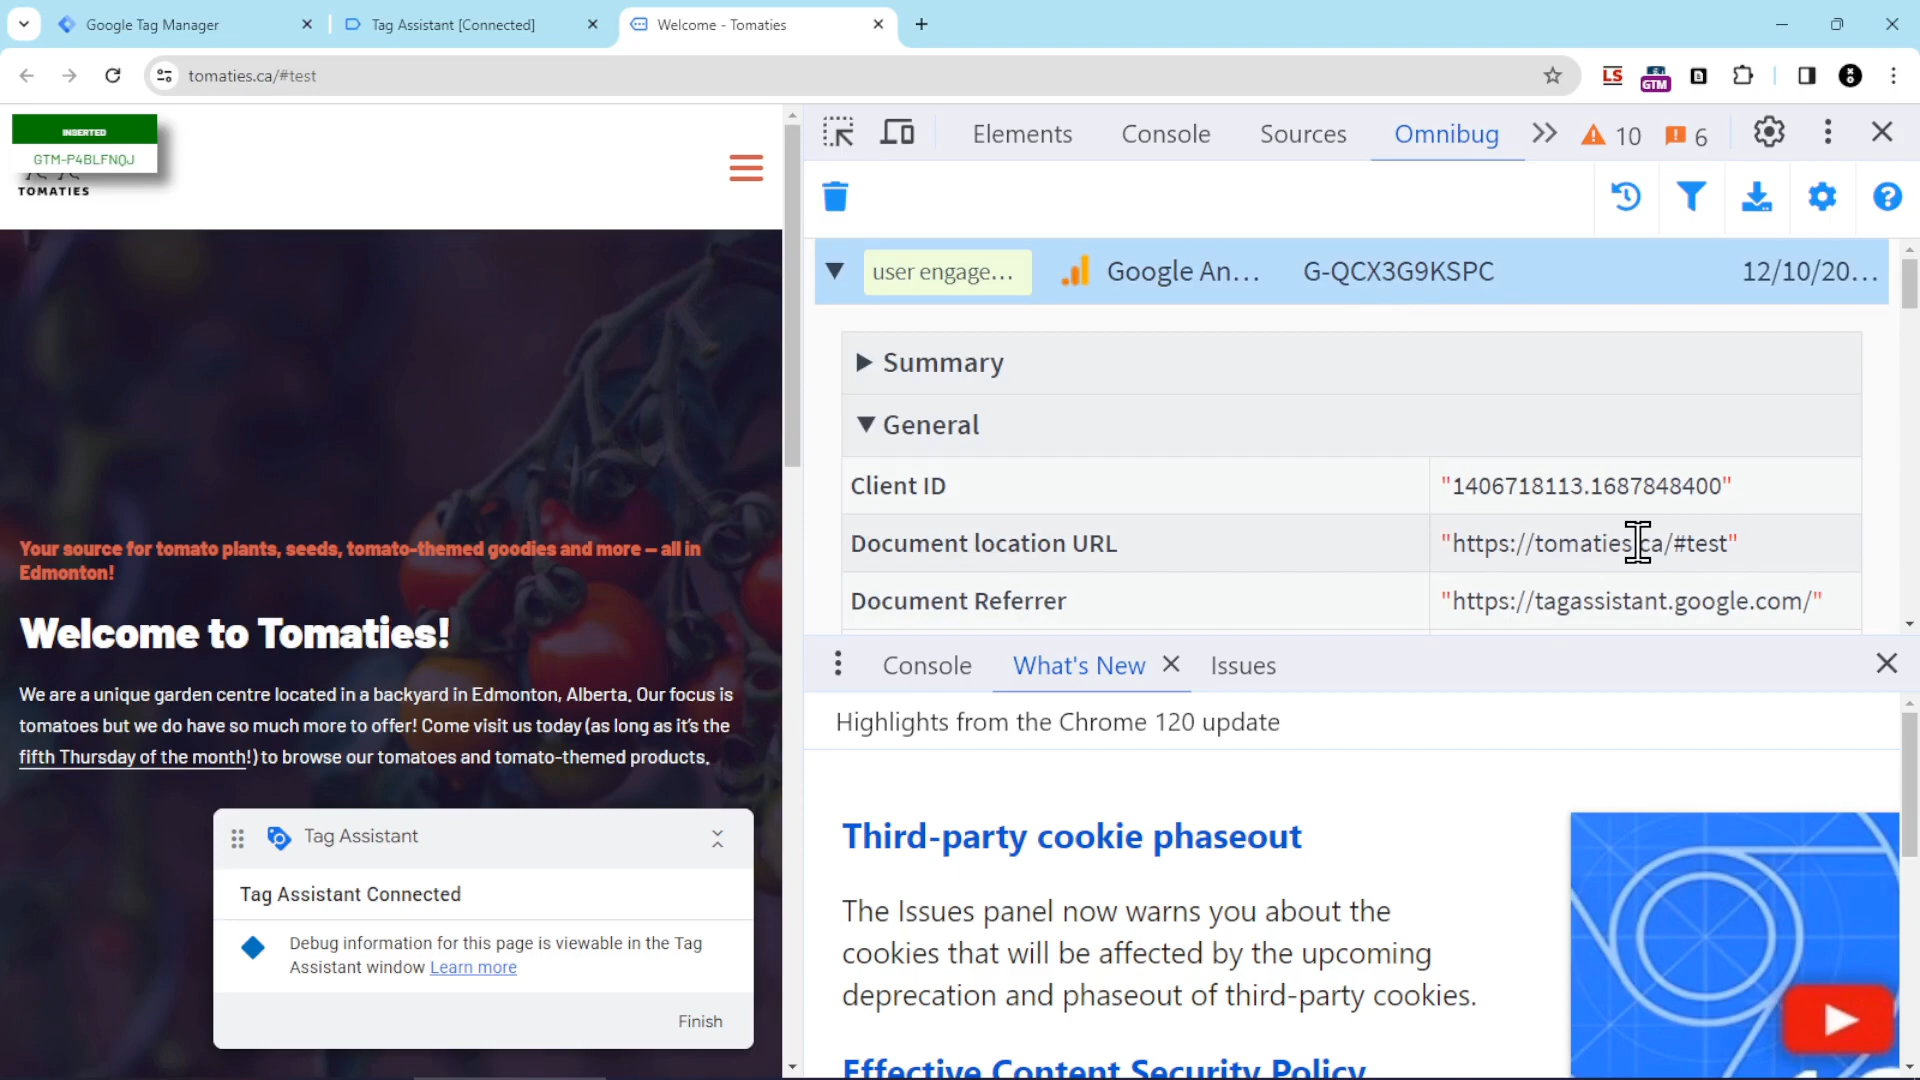 Google Tag Manager
Tag Assistant [Connected]
Welcome - Tomaties
tomaties.ca/#test
LS
GTM
INSERTED
GTM-P4BLFNQJ
TOMATIES
Your source for tomato plants, seeds, tomato-themed goodies and more – all in
Edmonton!
Welcome to Tomaties!
We are a unique garden centre located in a backyard in Edmonton, Alberta. Our focus is
tomatoes but we do have so much more to offer! Come visit us today (as long as it's the
fifth Thursday of the month!) to browse our tomatoes and tomato-themed products.
Tag Assistant
Tag Assistant Connected
Debug information for this page is viewable in the Tag
Assistant window Learn more
Finish
Elements Console Sources Omnibug 10 6
user engage... Google An... G-QCX3G9KSPC 12/10/20...
Summary
General
Client ID "1406718113.1687848400"
Document location URL "https://tomaties.ca/#test"
Document Referrer "https://tagassistant.google.com/"
Console What's New Issues
Highlights from the Chrome 120 update
Third-party cookie phaseout
The Issues panel now warns you about the
cookies that will be affected by the upcoming
deprecation and phaseout of third-party cookies.
Effective Content Security Policy